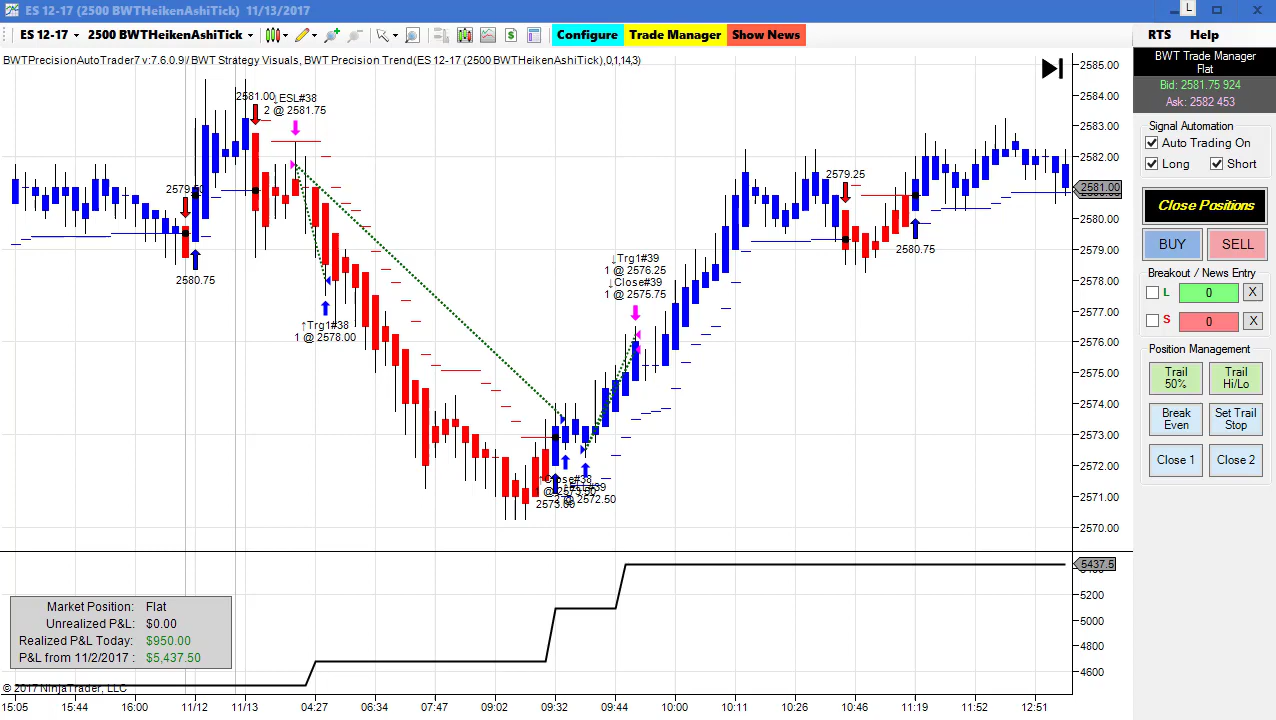 ES 12-17 (2500 BWTHeikenAshiTick) 11/13/2017
L
ES 12-17 2500 BWTHeikenAshiTick Configure Trade Manager Show News RTS Help
BWTPrecisionAutoTrader7 v:7.6.0.9/ BWT Strategy Visuals, BWT Precision Trend(ES 12-17 (2500 BWTHeikenAshiTick),0,1,14,3)
2581.00
↓ESL#38
2 @ 2581.75
2580.75
↑Trg1#38
1 @ 2578.00
↓Trg1#39
1 @ 2576.25
↓Close#39
1 @ 2575.75
2573.00
@ 2572.50
2579.25
2580.75
2585.00
2584.00
2583.00
2582.00
2581.00
2580.00
2579.00
2578.00
2577.00
2576.00
2575.00
2574.00
2573.00
2572.00
2571.00
2570.00
5437.5
5200
5000
4800
4600
Market Position: Flat
Unrealized P&L: $0.00
Realized P&L Today: $950.00
P&L from 11/2/2017 : $5,437.50
© 2017 NinjaTrader, LLC
15:05 16:00 11/12 11/13 04:27 06:34 07:47 09:02 09:32 09:44 10:00 10:11 10:26 10:46 11:19 12:00 12:51
BWT Trade Manager
Flat
Bid: 2581.75 924
Ask: 2582 453
Signal Automation
Auto Trading On
Long Short
Close Positions
BUY SELL
Breakout / News Entry
L 0 X
S 0 X
Position Management
Trail
50%
Trail
Hi/Lo
Break
Even
Set Trail
Stop
Close 1 Close 2